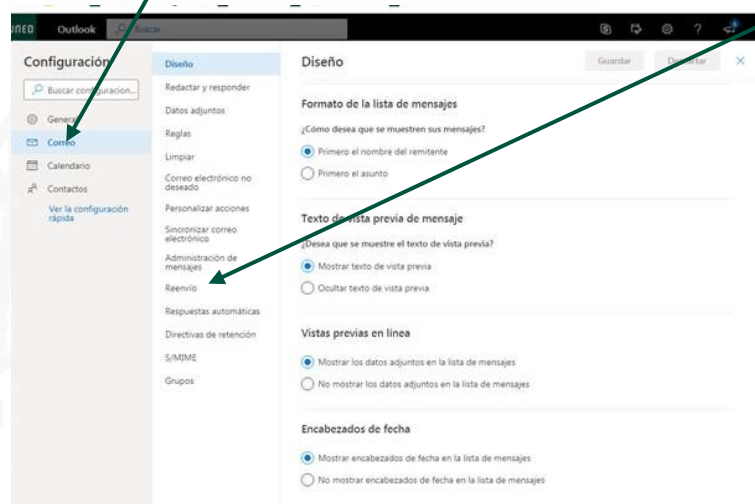 UNED Outlook Buscar
Configuración
Buscar configuracion...
General
Correo
Calendario
Contactos
Ver la configuración
rápida
Diseño
Redactar y responder
Datos adjuntos
Reglas
Limpiar
Correo electrónico no
deseado
Personalizar acciones
Sincronizar correo
electrónico
Administración de
mensajes
Reenvío
Respuestas automáticas
Directivas de retención
S/MIME
Grupos
Diseño
Guardar Descartar
Formato de la lista de mensajes
¿Cómo desea que se muestren sus mensajes?
Primero el nombre del remitente
Primero el asunto
Texto de vista previa de mensaje
¿Desea que se muestre el texto de vista previa?
Mostrar texto de vista previa
Ocultar texto de vista previa
Vistas previas en línea
Mostrar los datos adjuntos en la lista de mensajes
No mostrar los datos adjuntos en la lista de mensajes
Encabezados de fecha
Mostrar encabezados de fecha en la lista de mensajes
No mostrar encabezados de fecha en la lista de mensajes